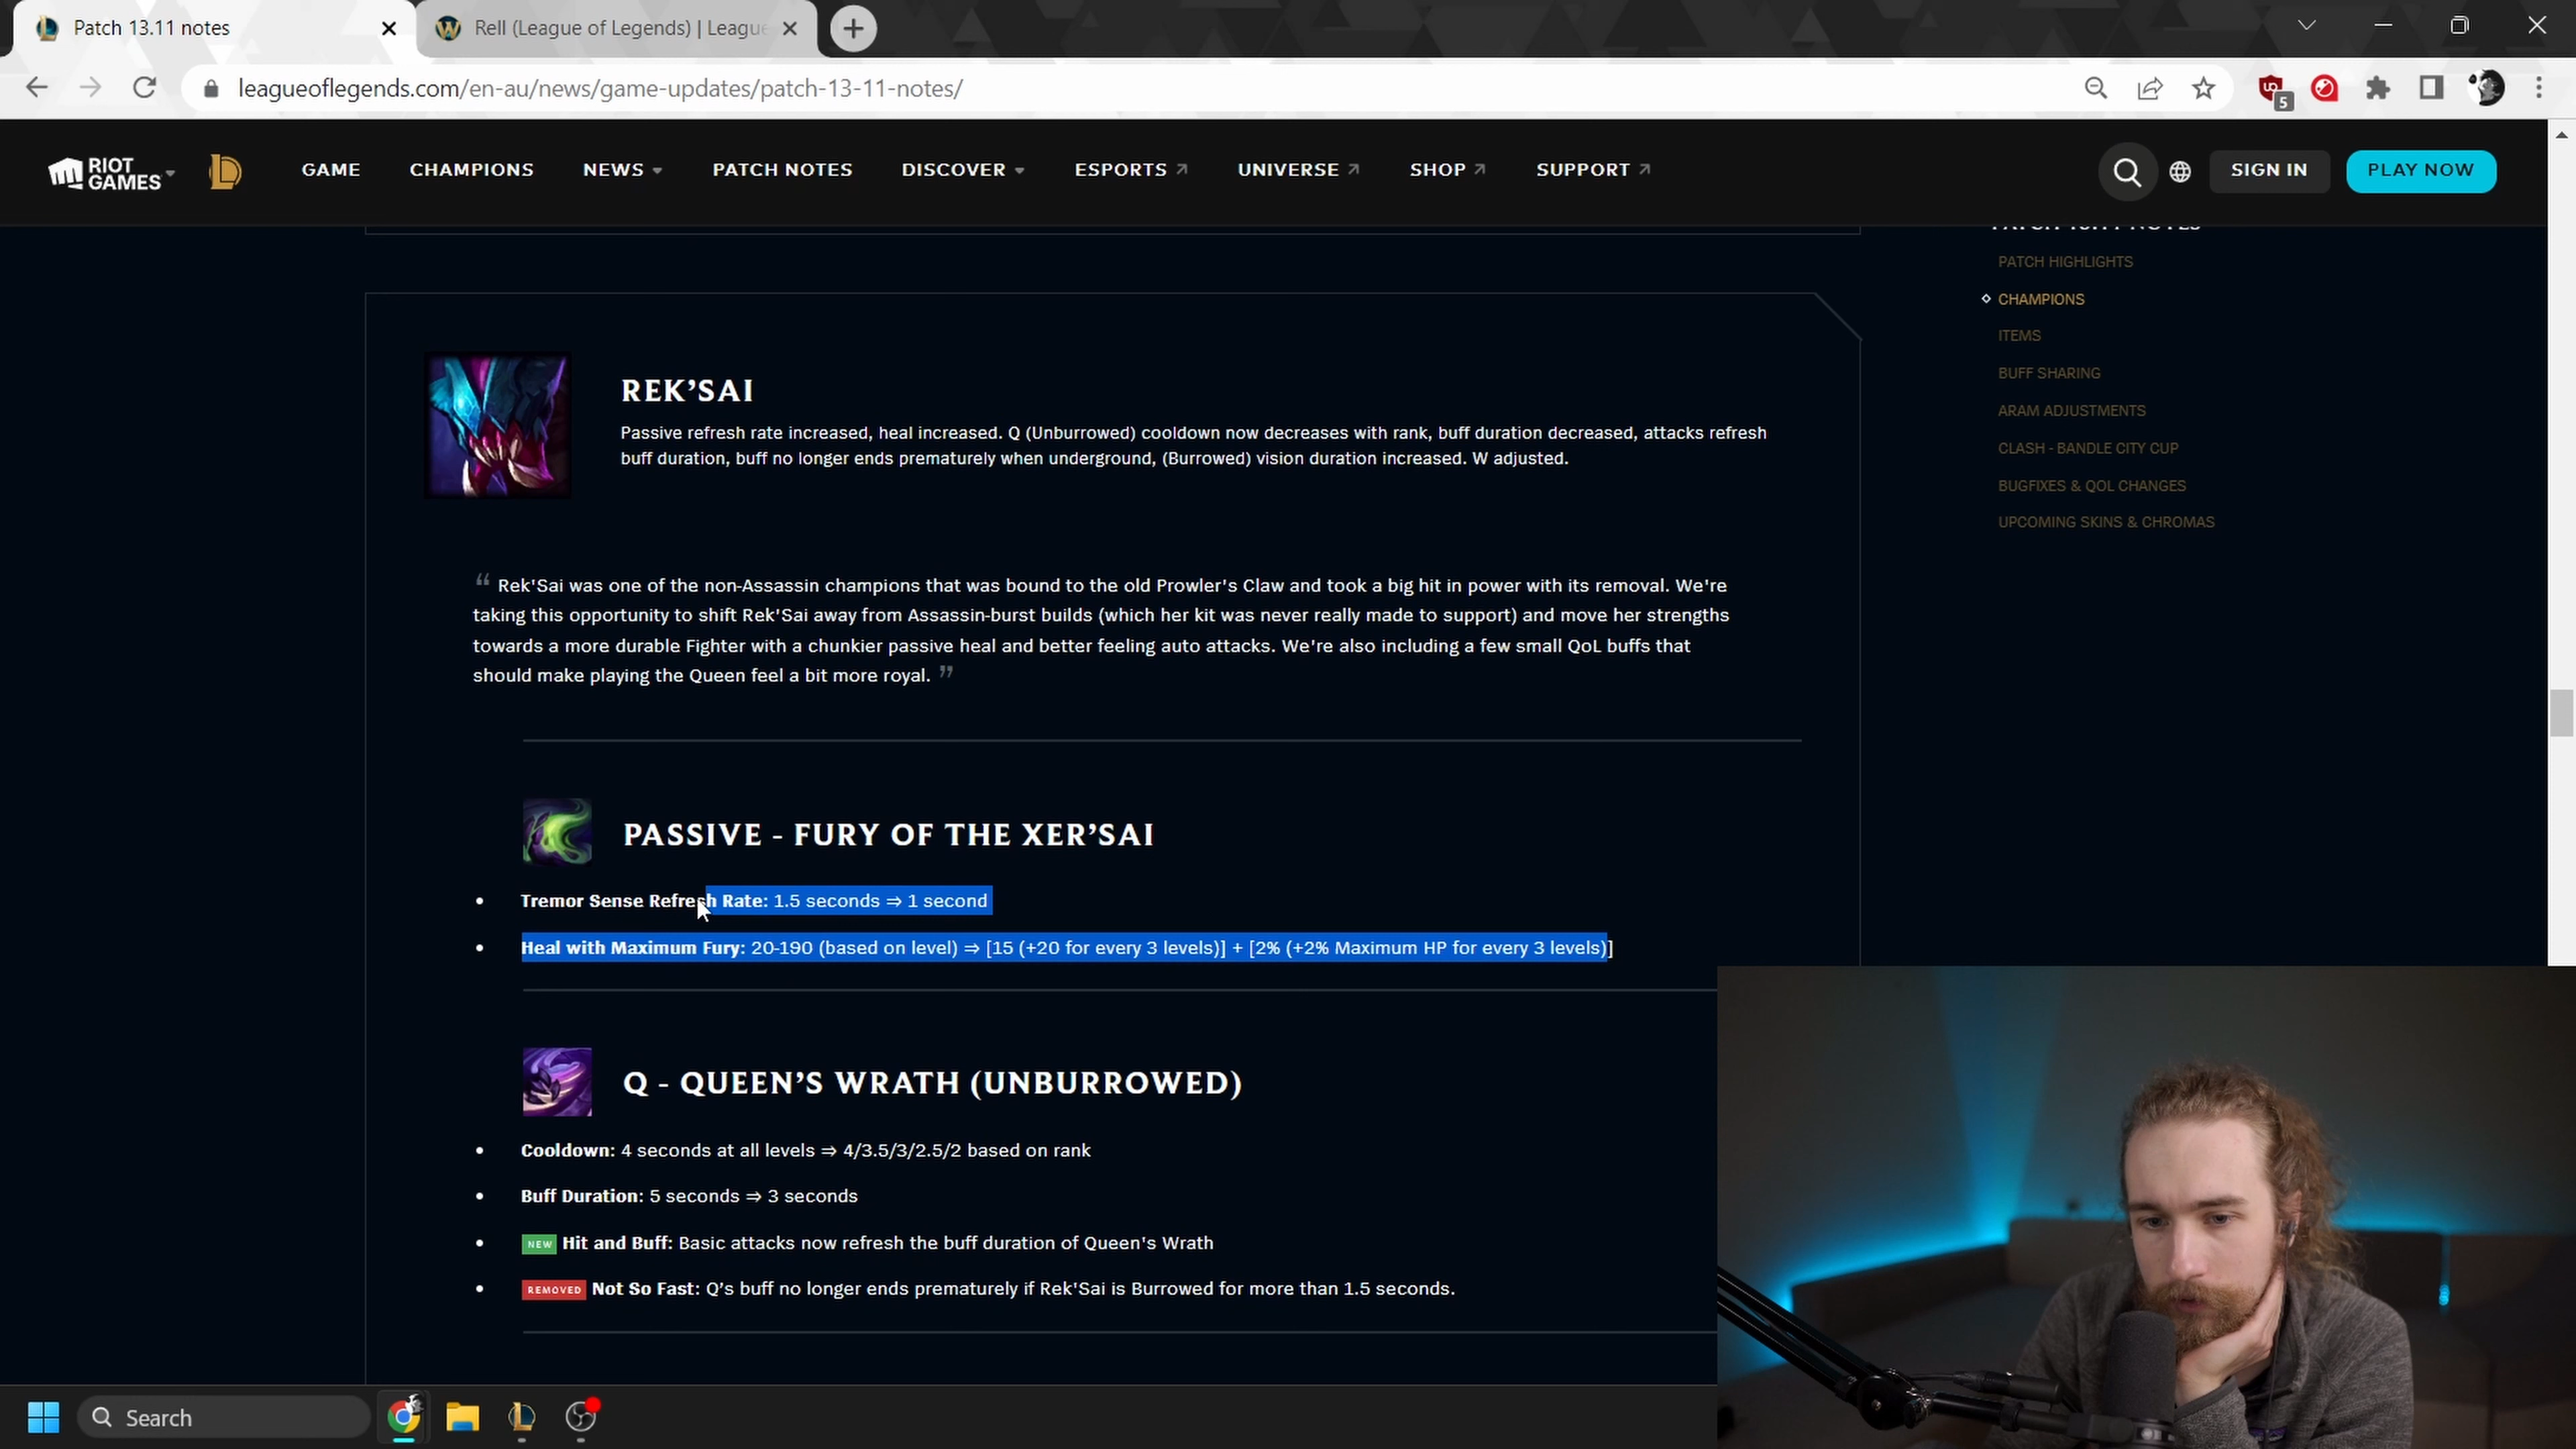 Patch 13.11 notes
Rell (League of Legends) | League
leagueoflegends.com/en-au/news/game-updates/patch-13-11-notes/
5
RIOT GAMES
GAME
CHAMPIONS
NEWS
PATCH NOTES
DISCOVER
ESPORTS
UNIVERSE
SHOP
SUPPORT
SIGN IN
PLAY NOW
PATCH 13.11 NOTES
PATCH HIGHLIGHTS
CHAMPIONS
ITEMS
BUFF SHARING
ARAM ADJUSTMENTS
CLASH - BANDLE CITY CUP
BUGFIXES & QOL CHANGES
UPCOMING SKINS & CHROMAS
REK’SAI
Passive refresh rate increased, heal increased. Q (Unburrowed) cooldown now decreases with rank, buff duration decreased, attacks refresh
buff duration, buff no longer ends prematurely when underground, (Burrowed) vision duration increased. W adjusted.
“ Rek'Sai was one of the non-Assassin champions that was bound to the old Prowler's Claw and took a big hit in power with its removal. We're
taking this opportunity to shift Rek'Sai away from Assassin-burst builds (which her kit was never really made to support) and move her strengths
towards a more durable Fighter with a chunkier passive heal and better feeling auto attacks. We're also including a few small QoL buffs that
should make playing the Queen feel a bit more royal. ”
PASSIVE - FURY OF THE XER’SAI
• Tremor Sense Refresh Rate: 1.5 seconds ⇒ 1 second
• Heal with Maximum Fury: 20-190 (based on level) ⇒ [15 (+20 for every 3 levels)] + [2% (+2% Maximum HP for every 3 levels)]
Q - QUEEN’S WRATH (UNBURROWED)
• Cooldown: 4 seconds at all levels ⇒ 4/3.5/3/2.5/2 based on rank
• Buff Duration: 5 seconds ⇒ 3 seconds
• NEW Hit and Buff: Basic attacks now refresh the buff duration of Queen's Wrath
• REMOVED Not So Fast: Q’s buff no longer ends prematurely if Rek'Sai is Burrowed for more than 1.5 seconds.
Search